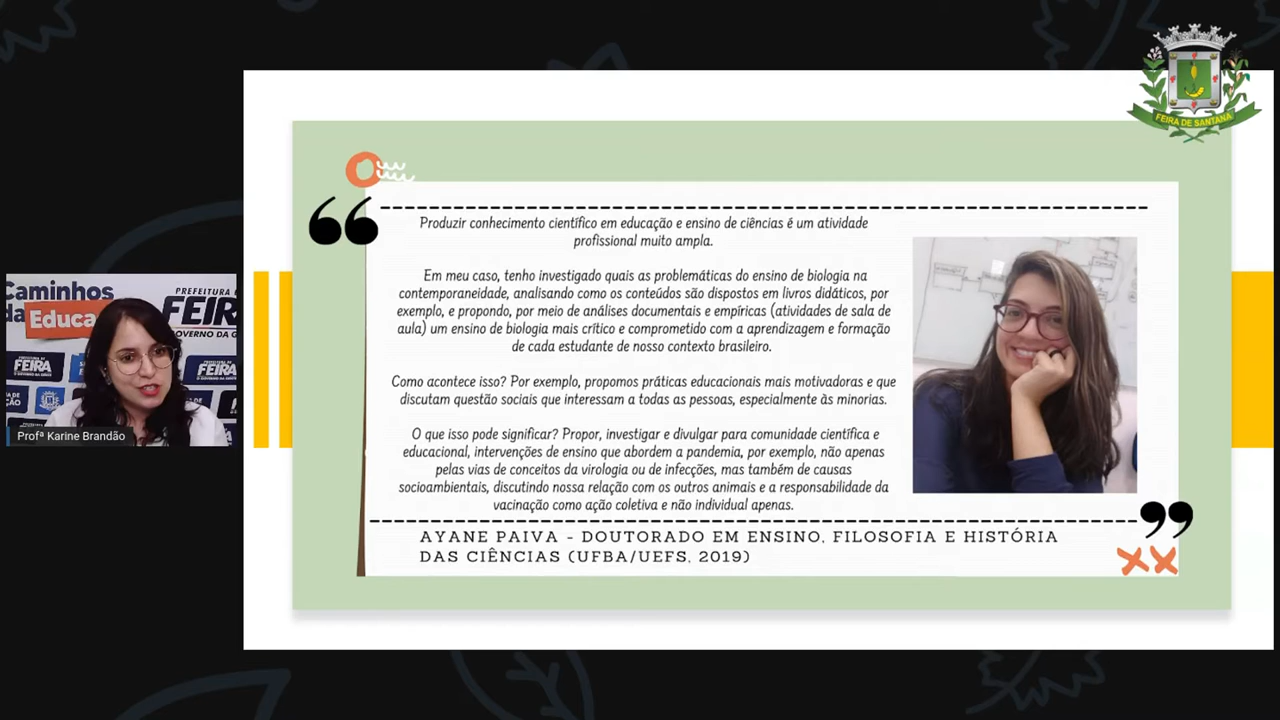 FEIRA DE SANTANA
Produzir conhecimento científico em educação e ensino de ciências é um atividade
profissional muito ampla.
Em meu caso, tenho investigado quais as problemáticas do ensino de biologia na
contemporaneidade, analisando como os conteúdos são dispostos em livros didáticos, por
exemplo, e propondo, por meio de análises documentais e empíricas (atividades de sala de
aula) um ensino de biologia mais crítico e comprometido com a aprendizagem e formação
de cada estudante de nosso contexto brasileiro.
Como acontece isso? Por exemplo, propomos práticas educacionais mais motivadoras e que
discutam questão sociais que interessam a todas as pessoas, especialmente às minorias.
O que isso pode significar? Propor, investigar e divulgar para comunidade científica e
educacional, intervenções de ensino que abordem a pandemia, por exemplo, não apenas
pelas vias de conceitos da virologia ou de infecções, mas também de causas
socioambientais, discutindo nossa relação com os outros animais e a responsabilidade da
vacinação como ação coletiva e não individual apenas.
AYANE PAIVA - DOUTORADO EM ENSINO, FILOSOFIA E HISTÓRIA
DAS CIÊNCIAS (UFBA/UEFS, 2019)
Caminhos
da Educa
PREFEITURA
FEIR
GOVERNO DA
FEIRA
FEIRA
Profª Karine Brandão